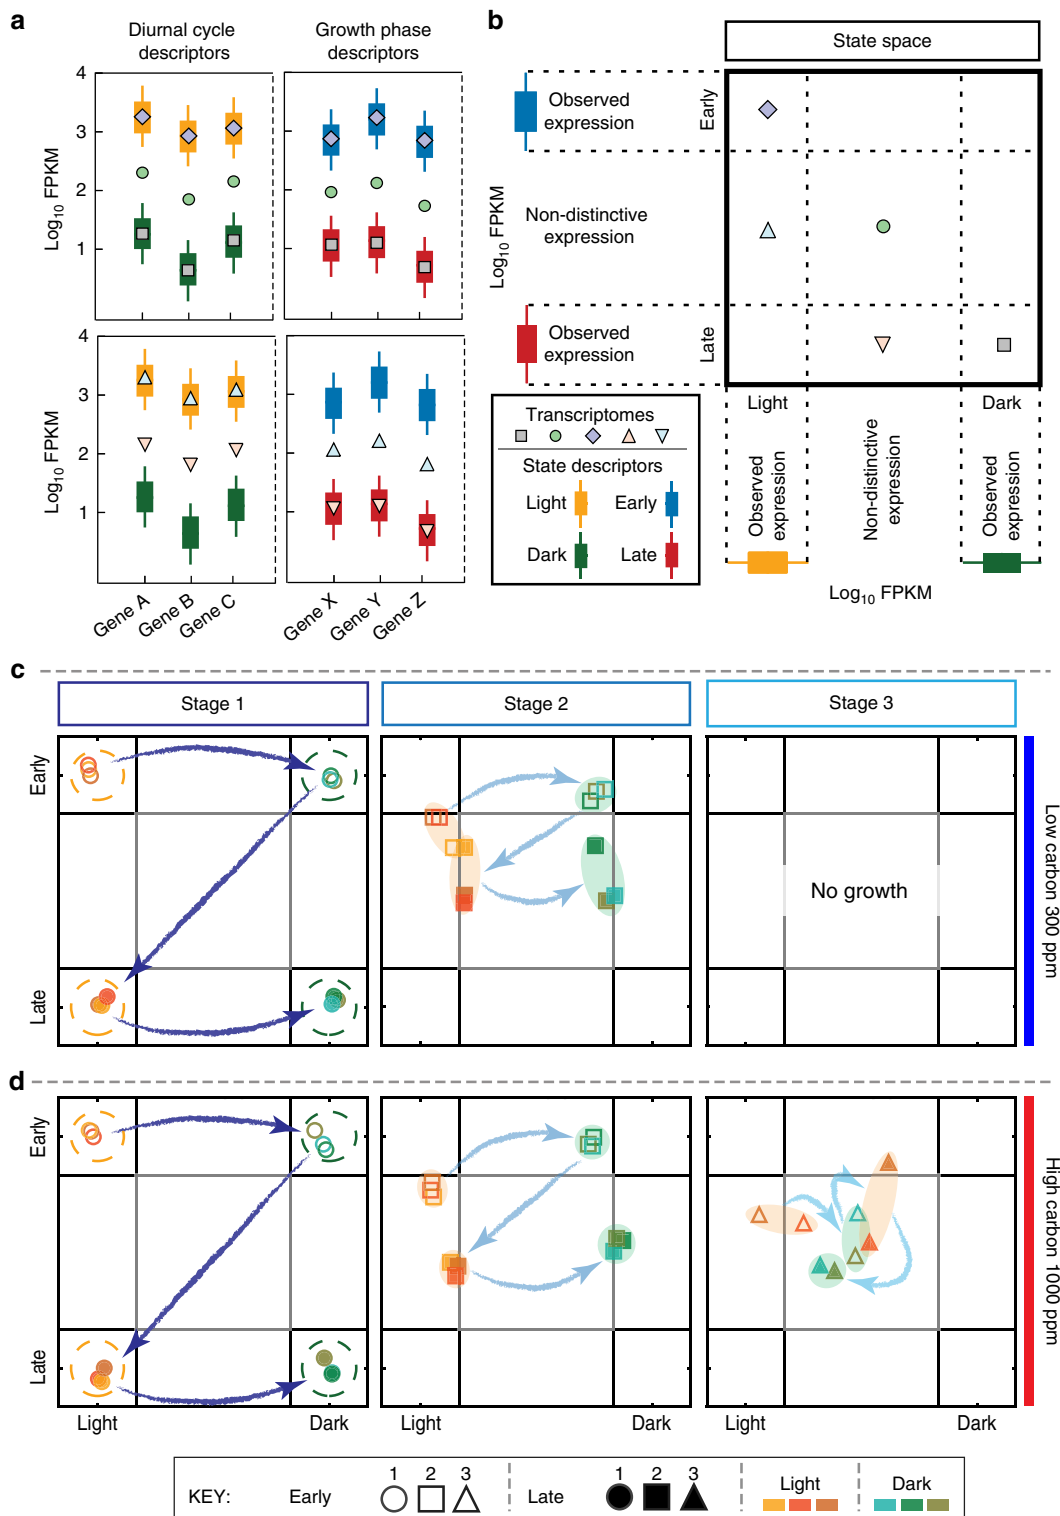 a
Diurnal cycle
descriptors
Growth phase
descriptors
4
3
2
1
Log10 FPKM
4
3
2
1
Log10 FPKM
Gene A
Gene B
Gene C
Gene X
Gene Y
Gene Z
b
State space
Observed
expression
Early
Log10 FPKM
Non-distinctive
expression
Observed
expression
Late
Light
Dark
Observed
expression
Non-distinctive
expression
Observed
expression
Log10 FPKM
Transcriptomes
State descriptors
Light
Early
Dark
Late
c
Stage 1
Stage 2
Stage 3
Early
Late
No growth
Low carbon 300 ppm
d
Early
Late
High carbon 1000 ppm
Light
Dark
Light
Dark
Light
Dark
KEY:
Early
1 2 3
Late
1 2 3
Light
Dark